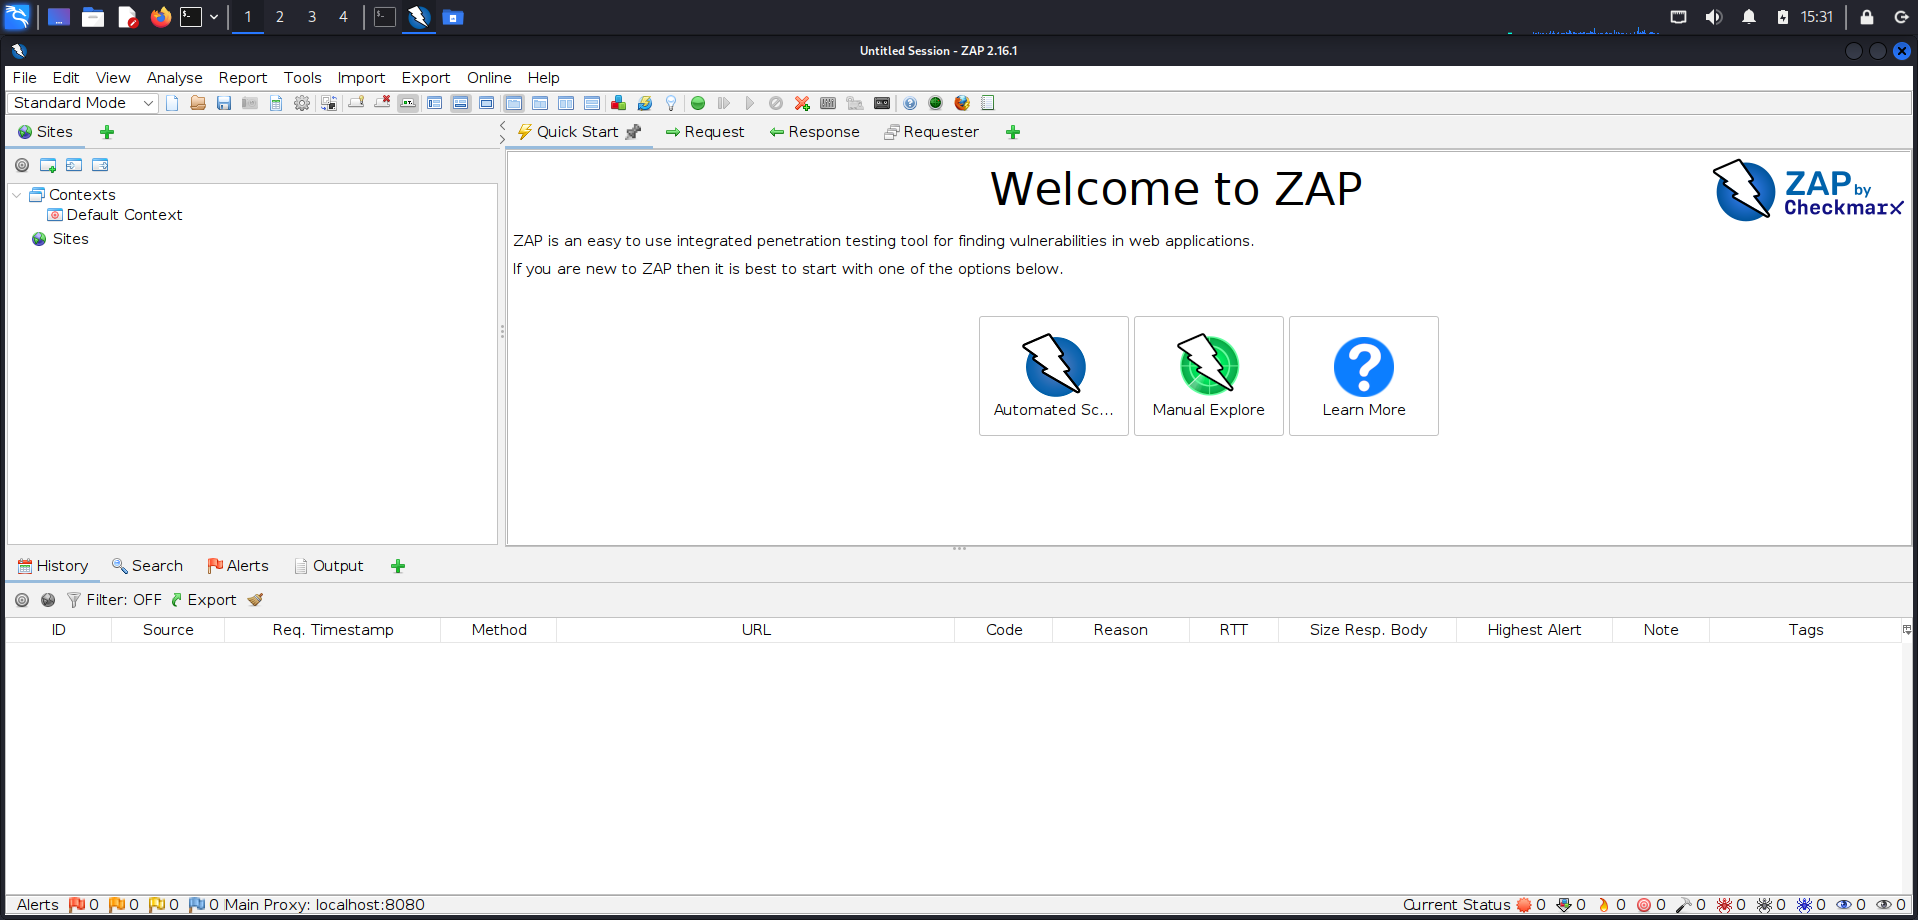 1 2 3 4 15:31
Untitled Session - ZAP 2.16.1
File Edit View Analyse Report Tools Import Export Online Help
Standard Mode
Sites
Quick Start Request Response Requester
Contexts
Default Context
Sites
Welcome to ZAP
ZAP by
Checkmarx
ZAP is an easy to use integrated penetration testing tool for finding vulnerabilities in web applications.
If you are new to ZAP then it is best to start with one of the options below.
Automated Sc... Manual Explore Learn More
History Search Alerts Output
Filter: OFF Export
ID Source Req. Timestamp Method URL Code Reason RTT Size Resp. Body Highest Alert Note Tags
Alerts 0 0 0 0 Main Proxy: localhost:8080 Current Status 0 0 0 0 0 0 0 0 0 0